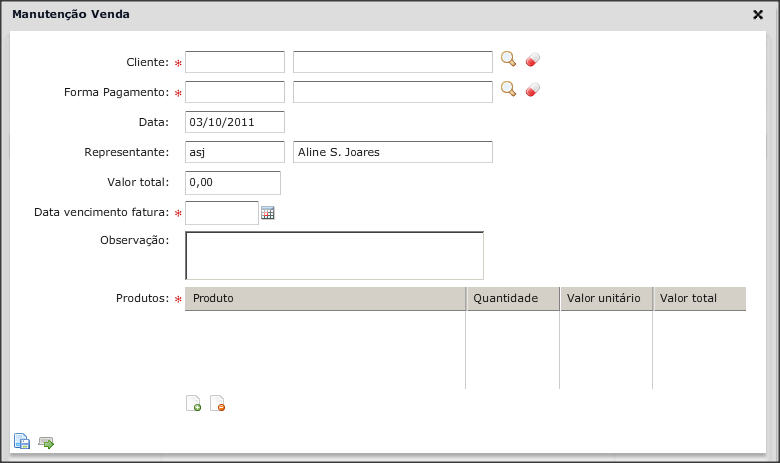 Manutenção Venda
Cliente: *
Forma Pagamento: *
Data: 03/10/2011
Representante: asj Aline S. Joares
Valor total: 0,00
Data vencimento fatura: *
Observação:
Produtos: * Produto Quantidade Valor unitário Valor total